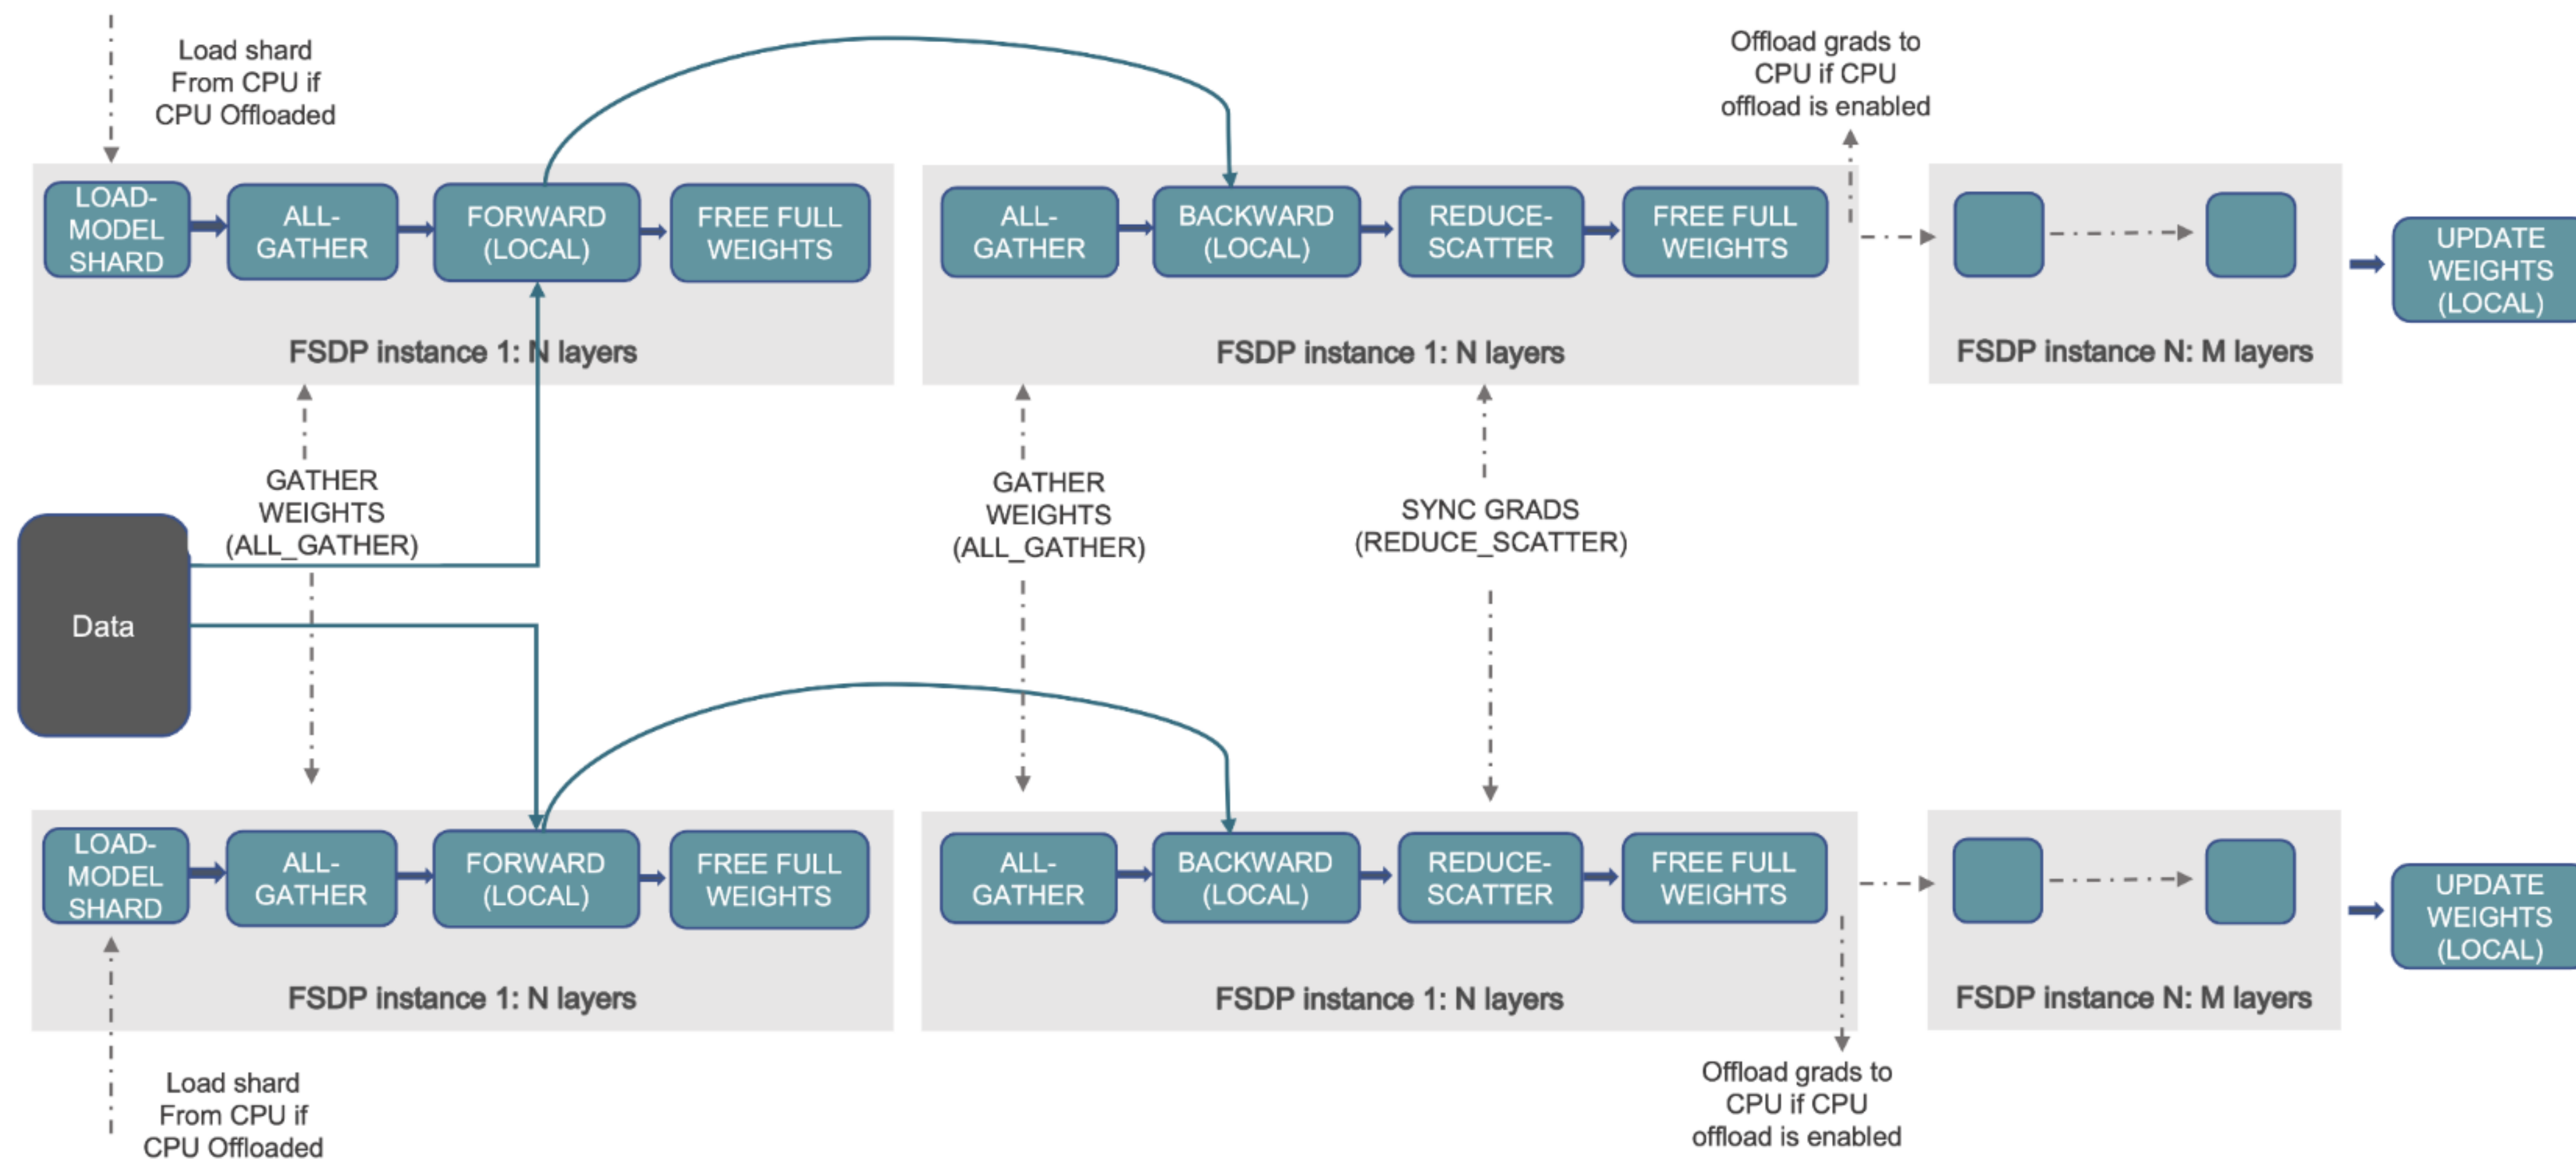 Load shard
From CPU if
CPU Offloaded
Offload grads to
CPU if CPU
offload is enabled
LOAD-
MODEL
SHARD
ALL-
GATHER
FORWARD
(LOCAL)
FREE FULL
WEIGHTS
FSDP instance 1: N layers
ALL-
GATHER
BACKWARD
(LOCAL)
REDUCE-
SCATTER
FREE FULL
WEIGHTS
FSDP instance 1: N layers
FSDP instance N: M layers
UPDATE
WEIGHTS
(LOCAL)
GATHER
WEIGHTS
(ALL_GATHER)
GATHER
WEIGHTS
(ALL_GATHER)
SYNC GRADS
(REDUCE_SCATTER)
Data
LOAD-
MODEL
SHARD
ALL-
GATHER
FORWARD
(LOCAL)
FREE FULL
WEIGHTS
FSDP instance 1: N layers
ALL-
GATHER
BACKWARD
(LOCAL)
REDUCE-
SCATTER
FREE FULL
WEIGHTS
FSDP instance 1: N layers
FSDP instance N: M layers
UPDATE
WEIGHTS
(LOCAL)
Load shard
From CPU if
CPU Offloaded
Offload grads to
CPU if CPU
offload is enabled